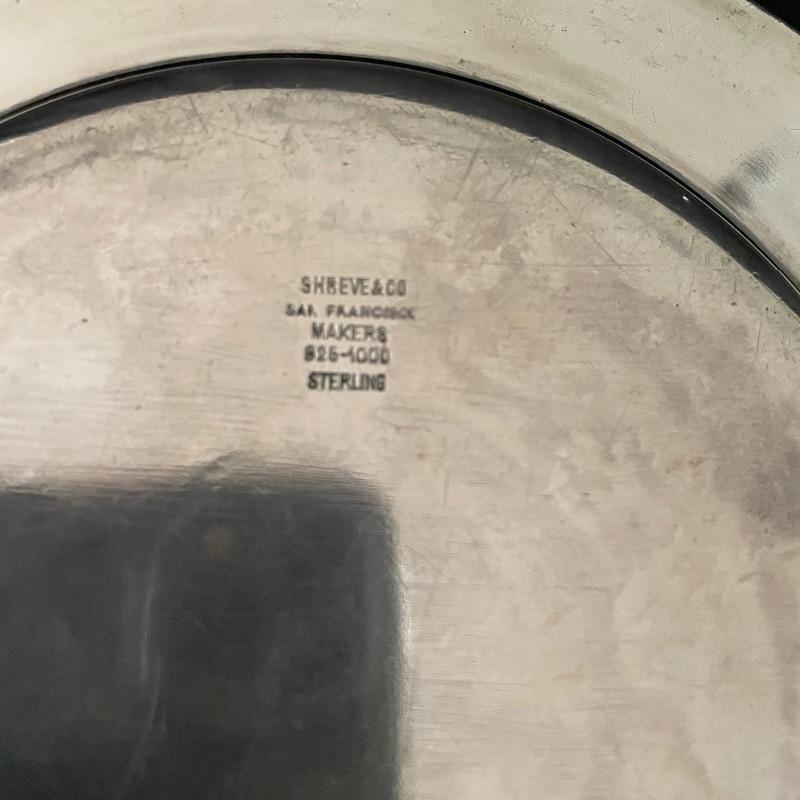 SHREVE & CO
SAN FRANCISCO
MAKERS
925-1000
STERLING